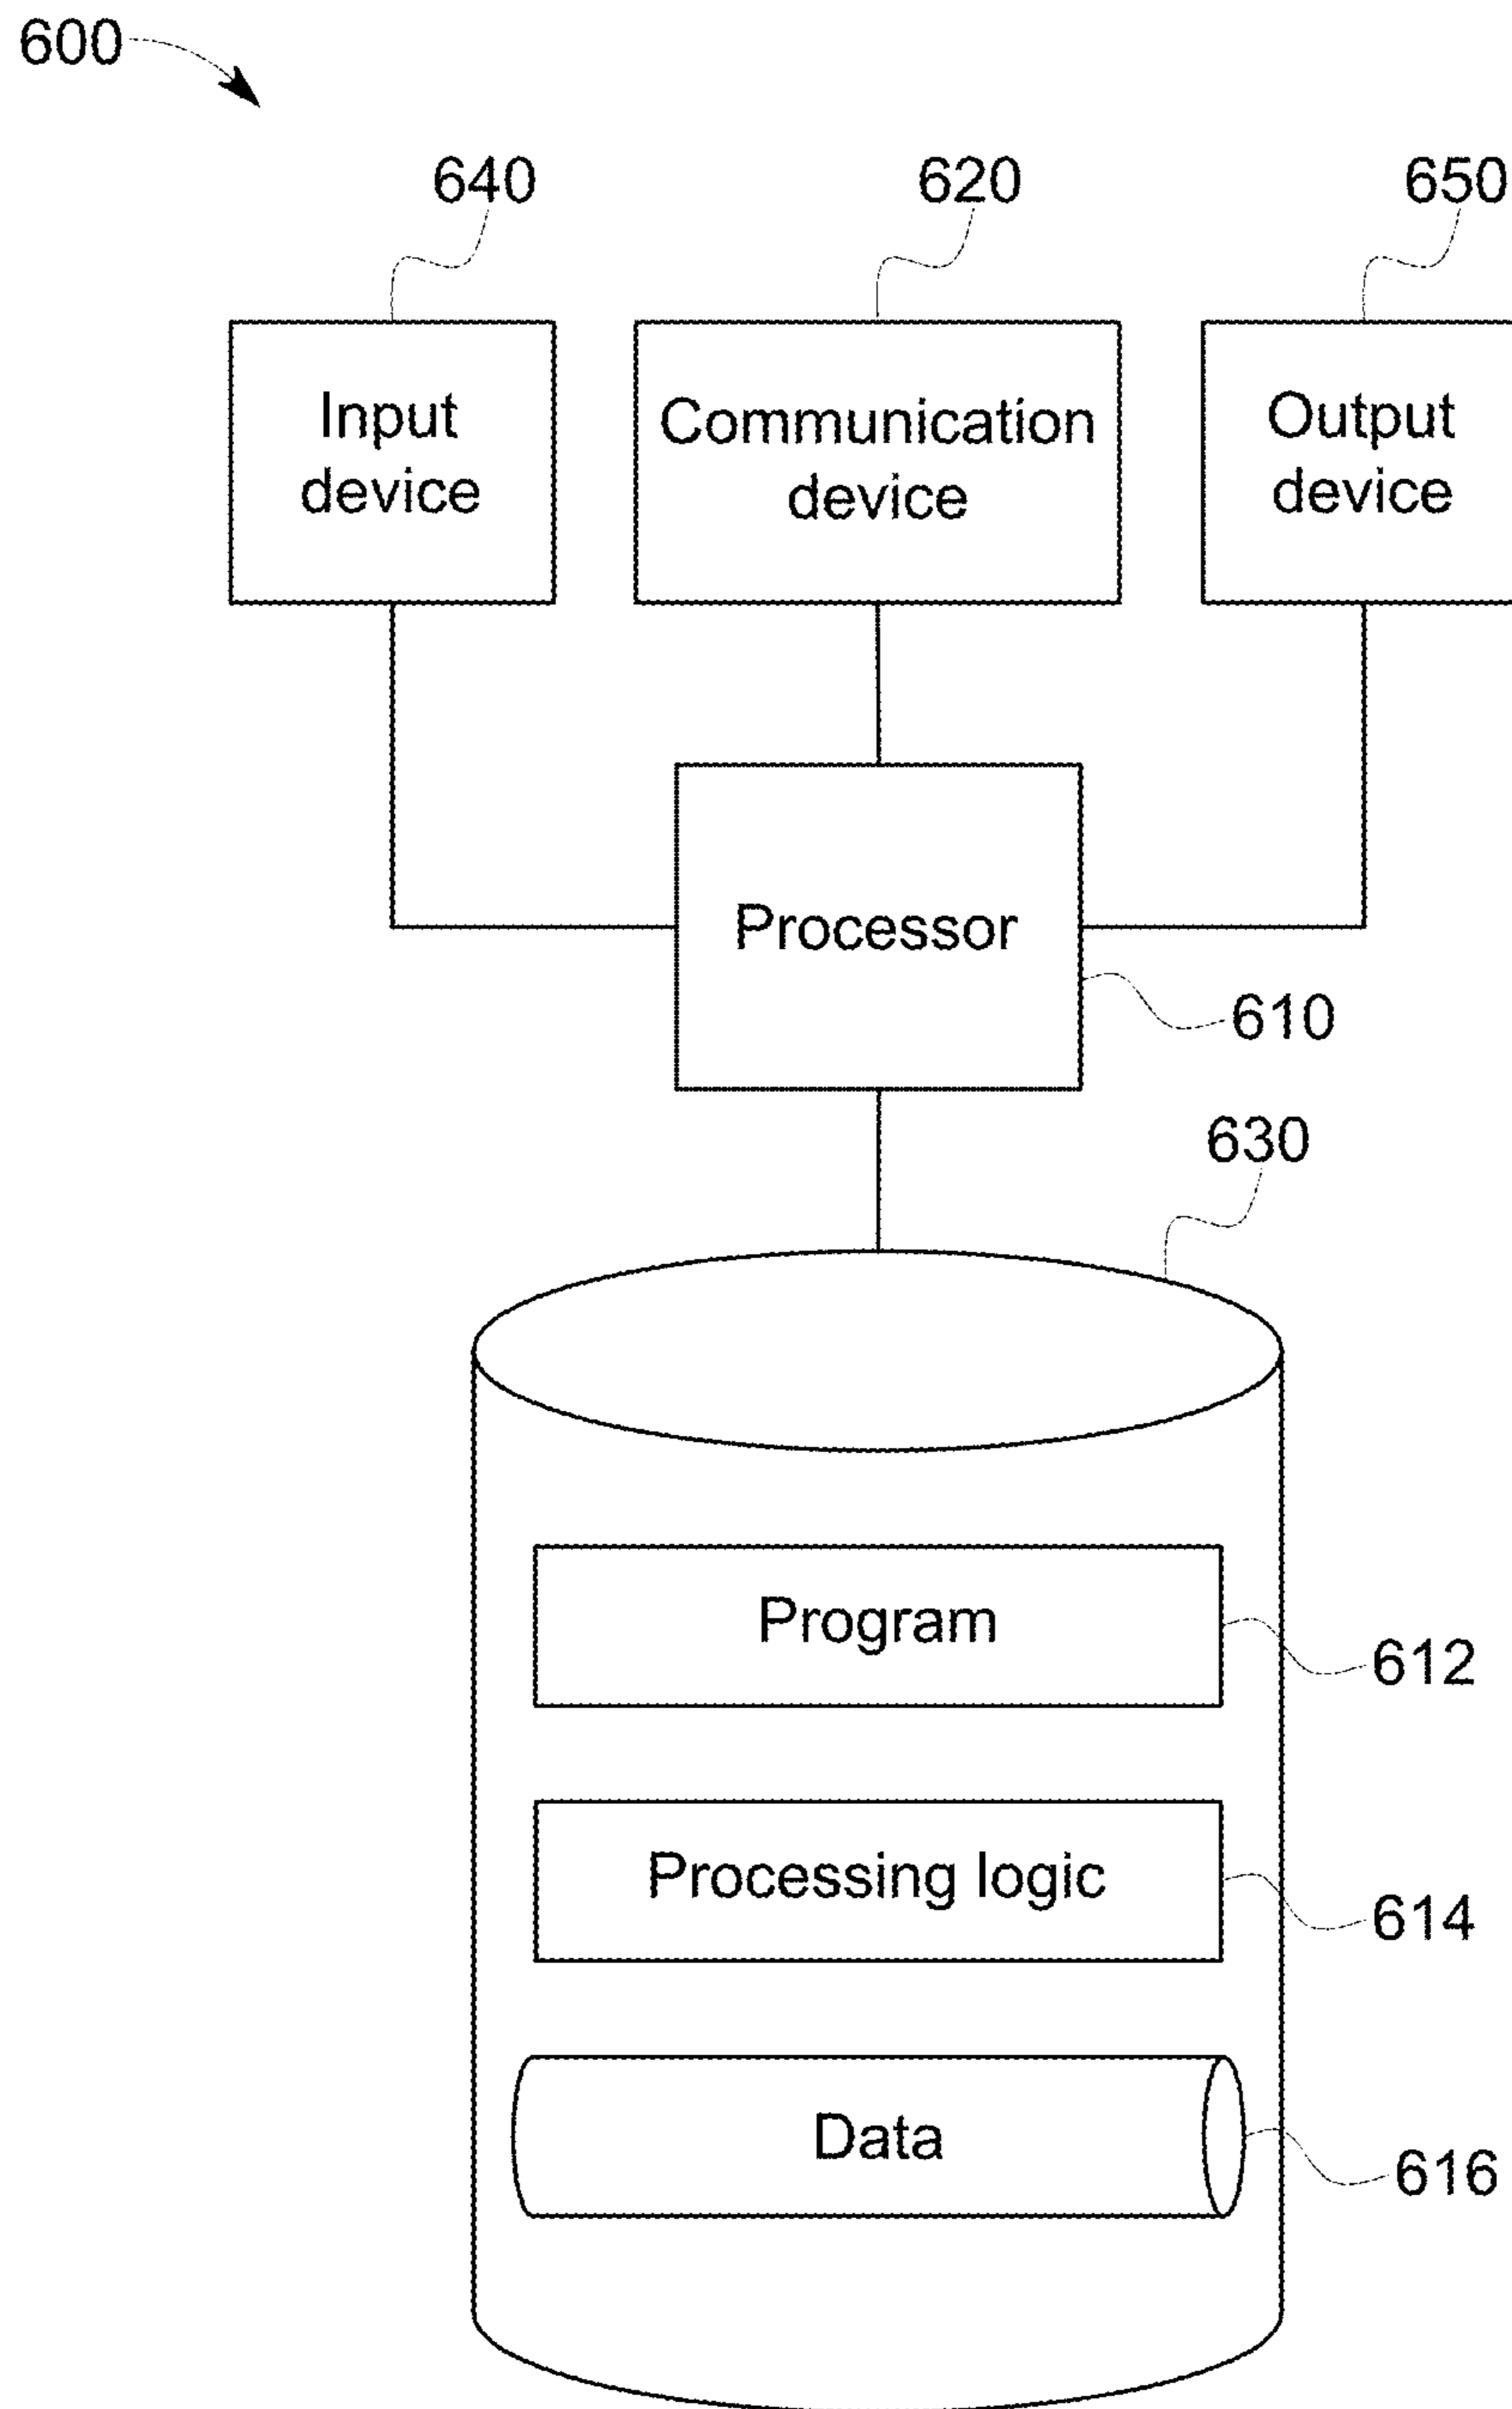 600
640
620
650
Input
device
Communication
device
Output
device
Processor
610
630
Program
612
Processing logic
614
Data
616